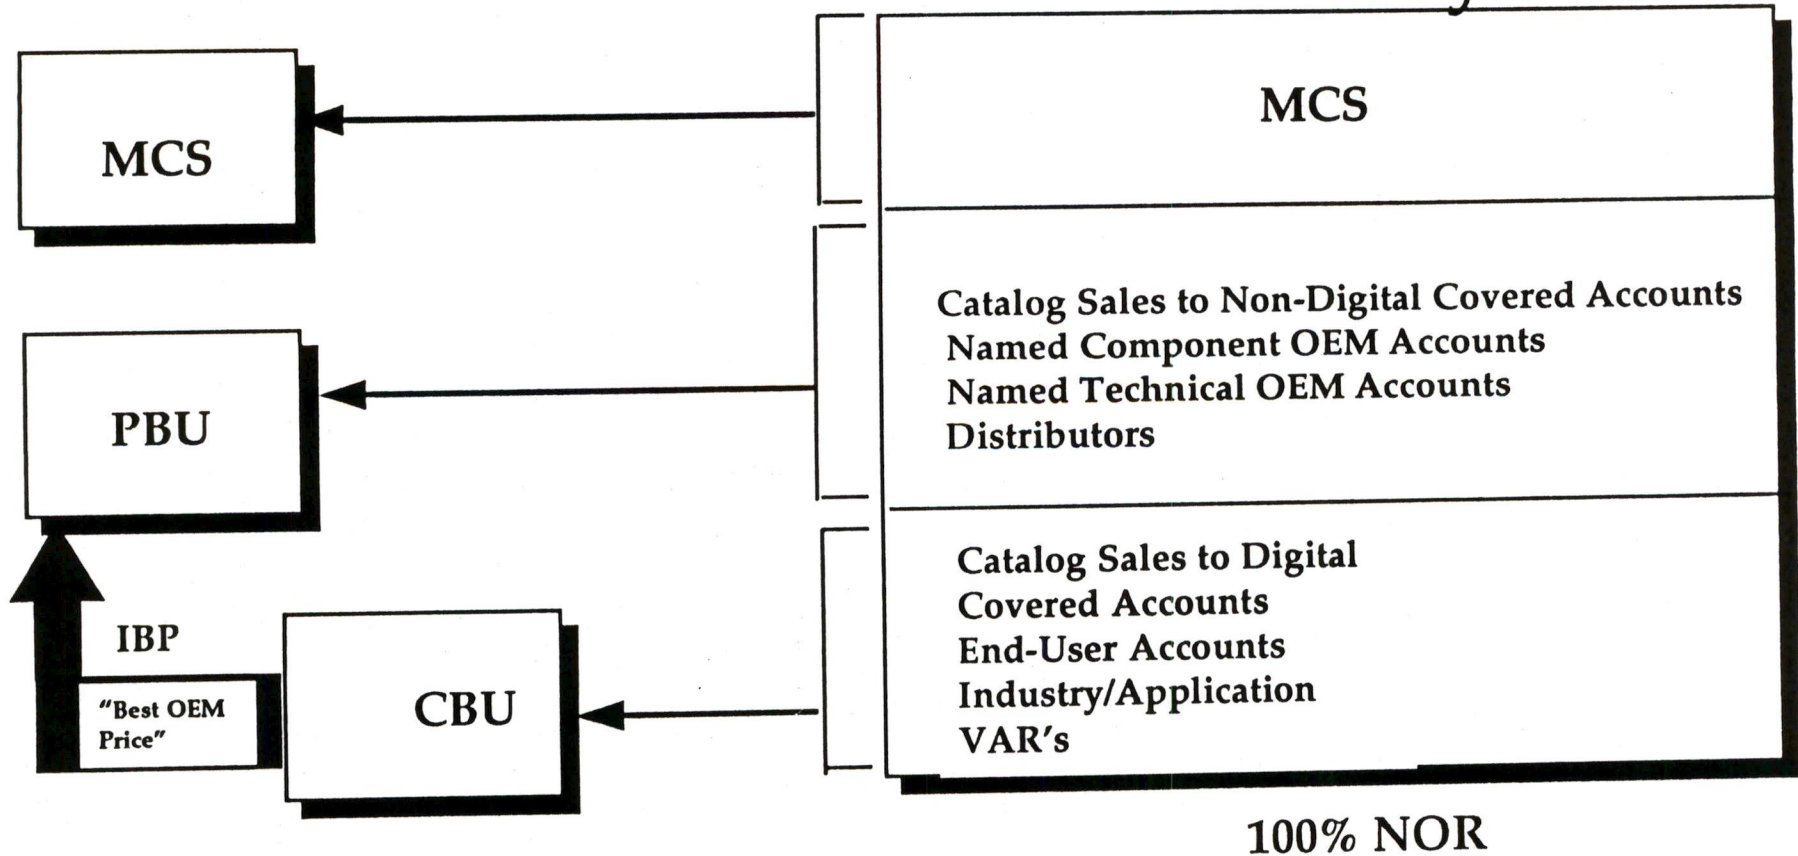 MCS
MCS
Catalog Sales to Non-Digital Covered Accounts
Named Component OEM Accounts
Named Technical OEM Accounts
Distributors
PBU
Catalog Sales to Digital
Covered Accounts
End-User Accounts
Industry/Application
VAR's
IBP
"Best OEM
Price"
CBU
100% NOR